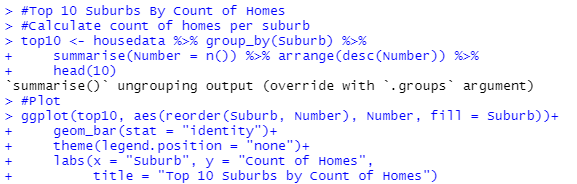 > #Top 10 Suburbs By Count of Homes
> #Calculate count of homes per suburb
> top10 <- housedata %>% group_by(Suburb) %>%
+     summarise(Number = n()) %>% arrange(desc(Number)) %>%
+     head(10)
`summarise()` ungrouping output (override with `.groups` argument)
> #Plot
> ggplot(top10, aes(reorder(Suburb, Number), Number, fill = Suburb))+
+     geom_bar(stat = "identity")+
+     theme(legend.position = "none")+
+     labs(x = "Suburb", y = "Count of Homes",
+          title = "Top 10 Suburbs by Count of Homes")